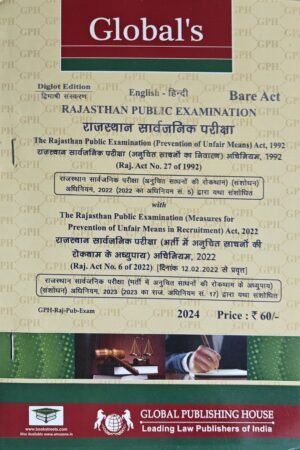 Global's
Diglot Edition
द्विभाषी संस्करण
English - हिन्दी
Bare Act
RAJASTHAN PUBLIC EXAMINATION
राजस्थान सार्वजनिक परीक्षा
The Rajasthan Public Examination (Prevention of Unfair Means) Act, 1992
राजस्थान सार्वजनिक परीक्षा (अनुचित साधनों का निवारण) अधिनियम, 1992
(Raj. Act No. 27 of 1992)
राजस्थान सार्वजनिक परीक्षा (अनुचित साधनों की रोकथाम) (संशोधन)
अधिनियम, 2022 (2022 का अधिनियम सं. 5) द्वारा यथा संशोधित
with
The Rajasthan Public Examination (Measures for
Prevention of Unfair Means in Recruitment) Act, 2022
राजस्थान सार्वजनिक परीक्षा (भर्ती में अनुचित साधनों की
रोकथाम के अध्युपाय) अधिनियम, 2022
(Raj. Act No. 6 of 2022) [दिनांक 12.02.2022 से प्रवृत्त]
राजस्थान सार्वजनिक परीक्षा (भर्ती में अनुचित साधनों की रोकथाम के अध्युपाय)
(संशोधन) अधिनियम, 2023 (2023 का राज. अधिनियम सं. 17) द्वारा यथा संशोधित
GPH-Raj-Pub-Exam
2024 Price : ₹ 60/-
GLOBAL PUBLISHING HOUSE
Leading Law Publishers of India